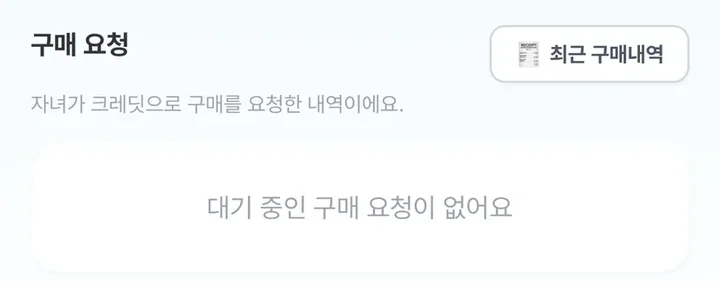 구매 요청
최근 구매내역
자녀가 크레딧으로 구매를 요청한 내역이에요.
대기 중인 구매 요청이 없어요